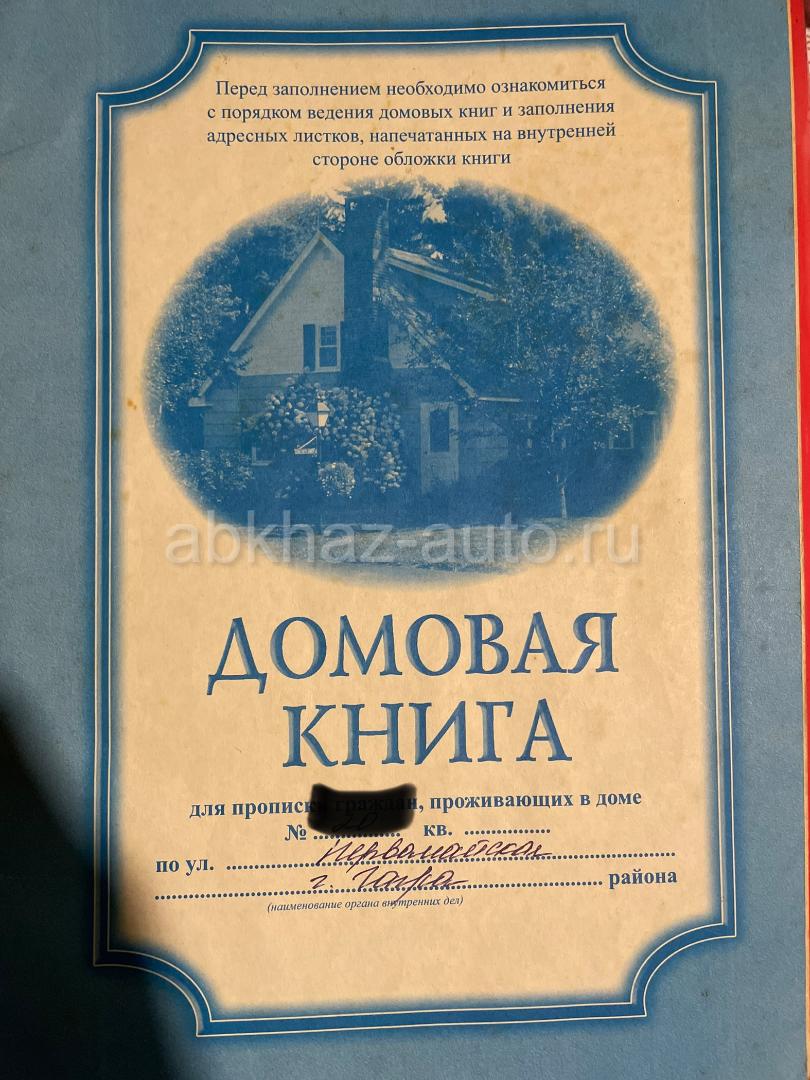 Перед заполнением необходимо ознакомиться
с порядком ведения домовых книг и заполнения
адресных листков, напечатанных на внутренней
стороне обложки книги
abkhaz-auto.ru
ДОМОВАЯ
КНИГА
для прописки граждан, проживающих в доме
№ ............... кв. ...............
по ул. Первомайская
г. Гагра района
(наименование органа внутренних дел)